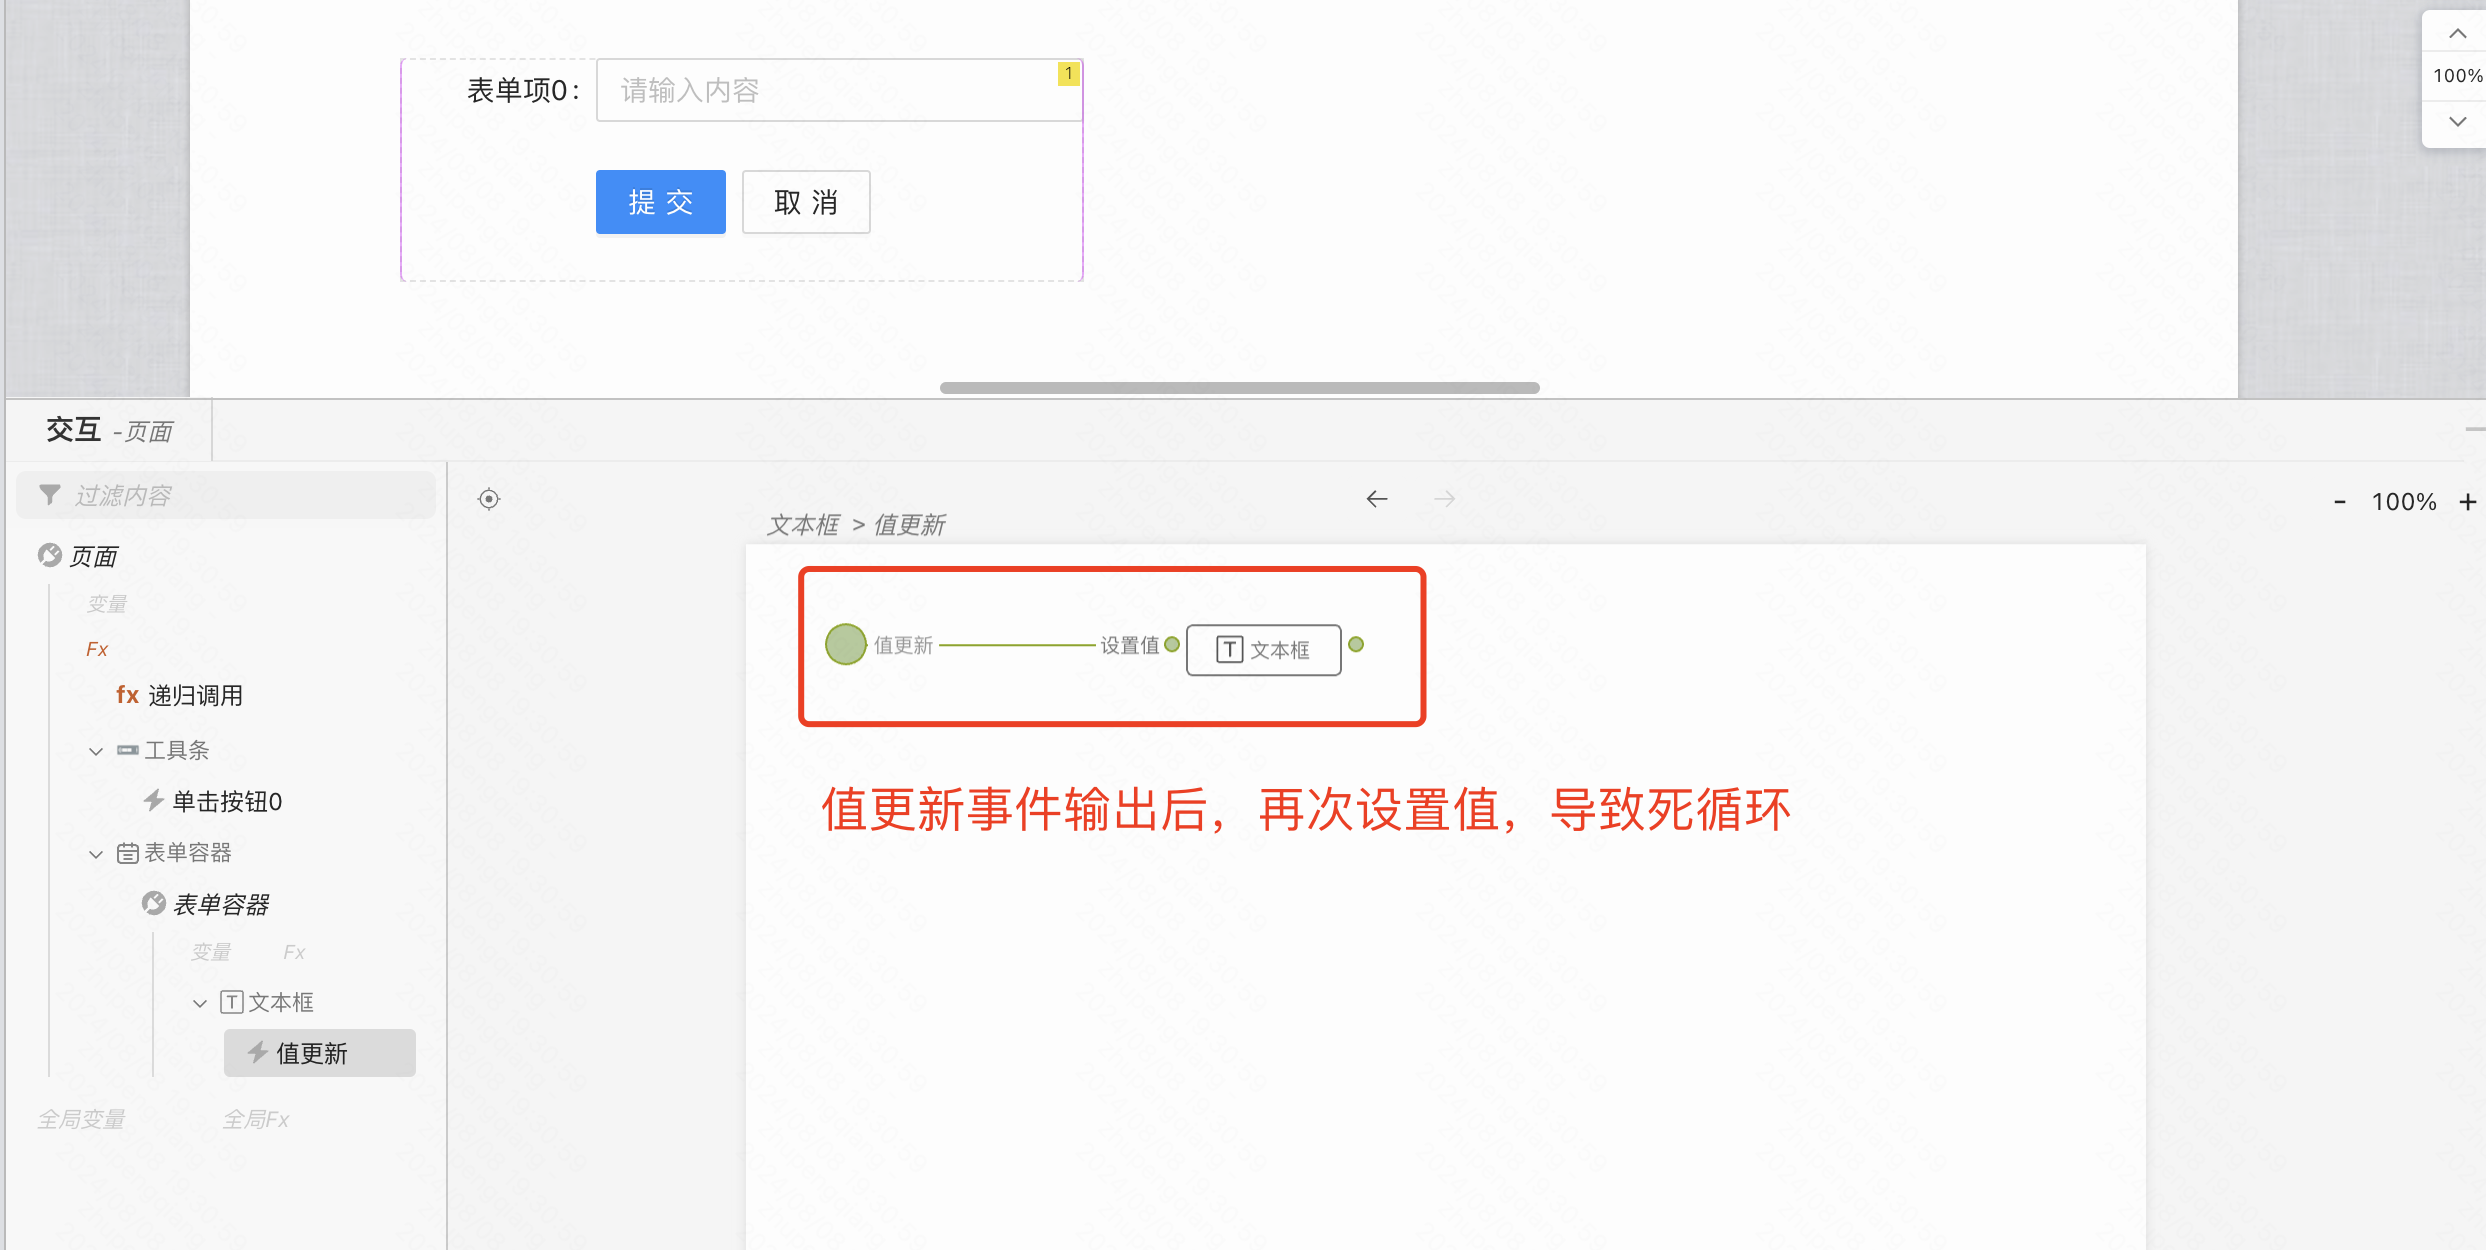 表单项0:
请输入内容
1
提 交
取 消
100%
交互 -页面
过滤内容
页面
变量
Fx
fx 递归调用
工具条
单击按钮0
表单容器
表单容器
变量 Fx
T 文本框
值更新
全局变量 全局Fx
- 100% +
文本框 > 值更新
值更新 设置值 T 文本框
值更新事件输出后，再次设置值，导致死循环